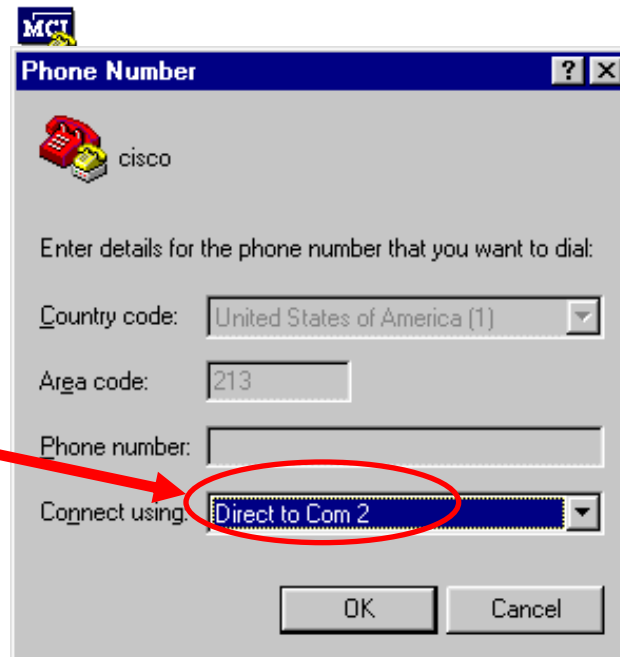 MCI
Phone Number
cisco
Enter details for the phone number that you want to dial:
Country code: United States of America (1)
Area code: 213
Phone number:
Connect using: Direct to Com 2
OK Cancel